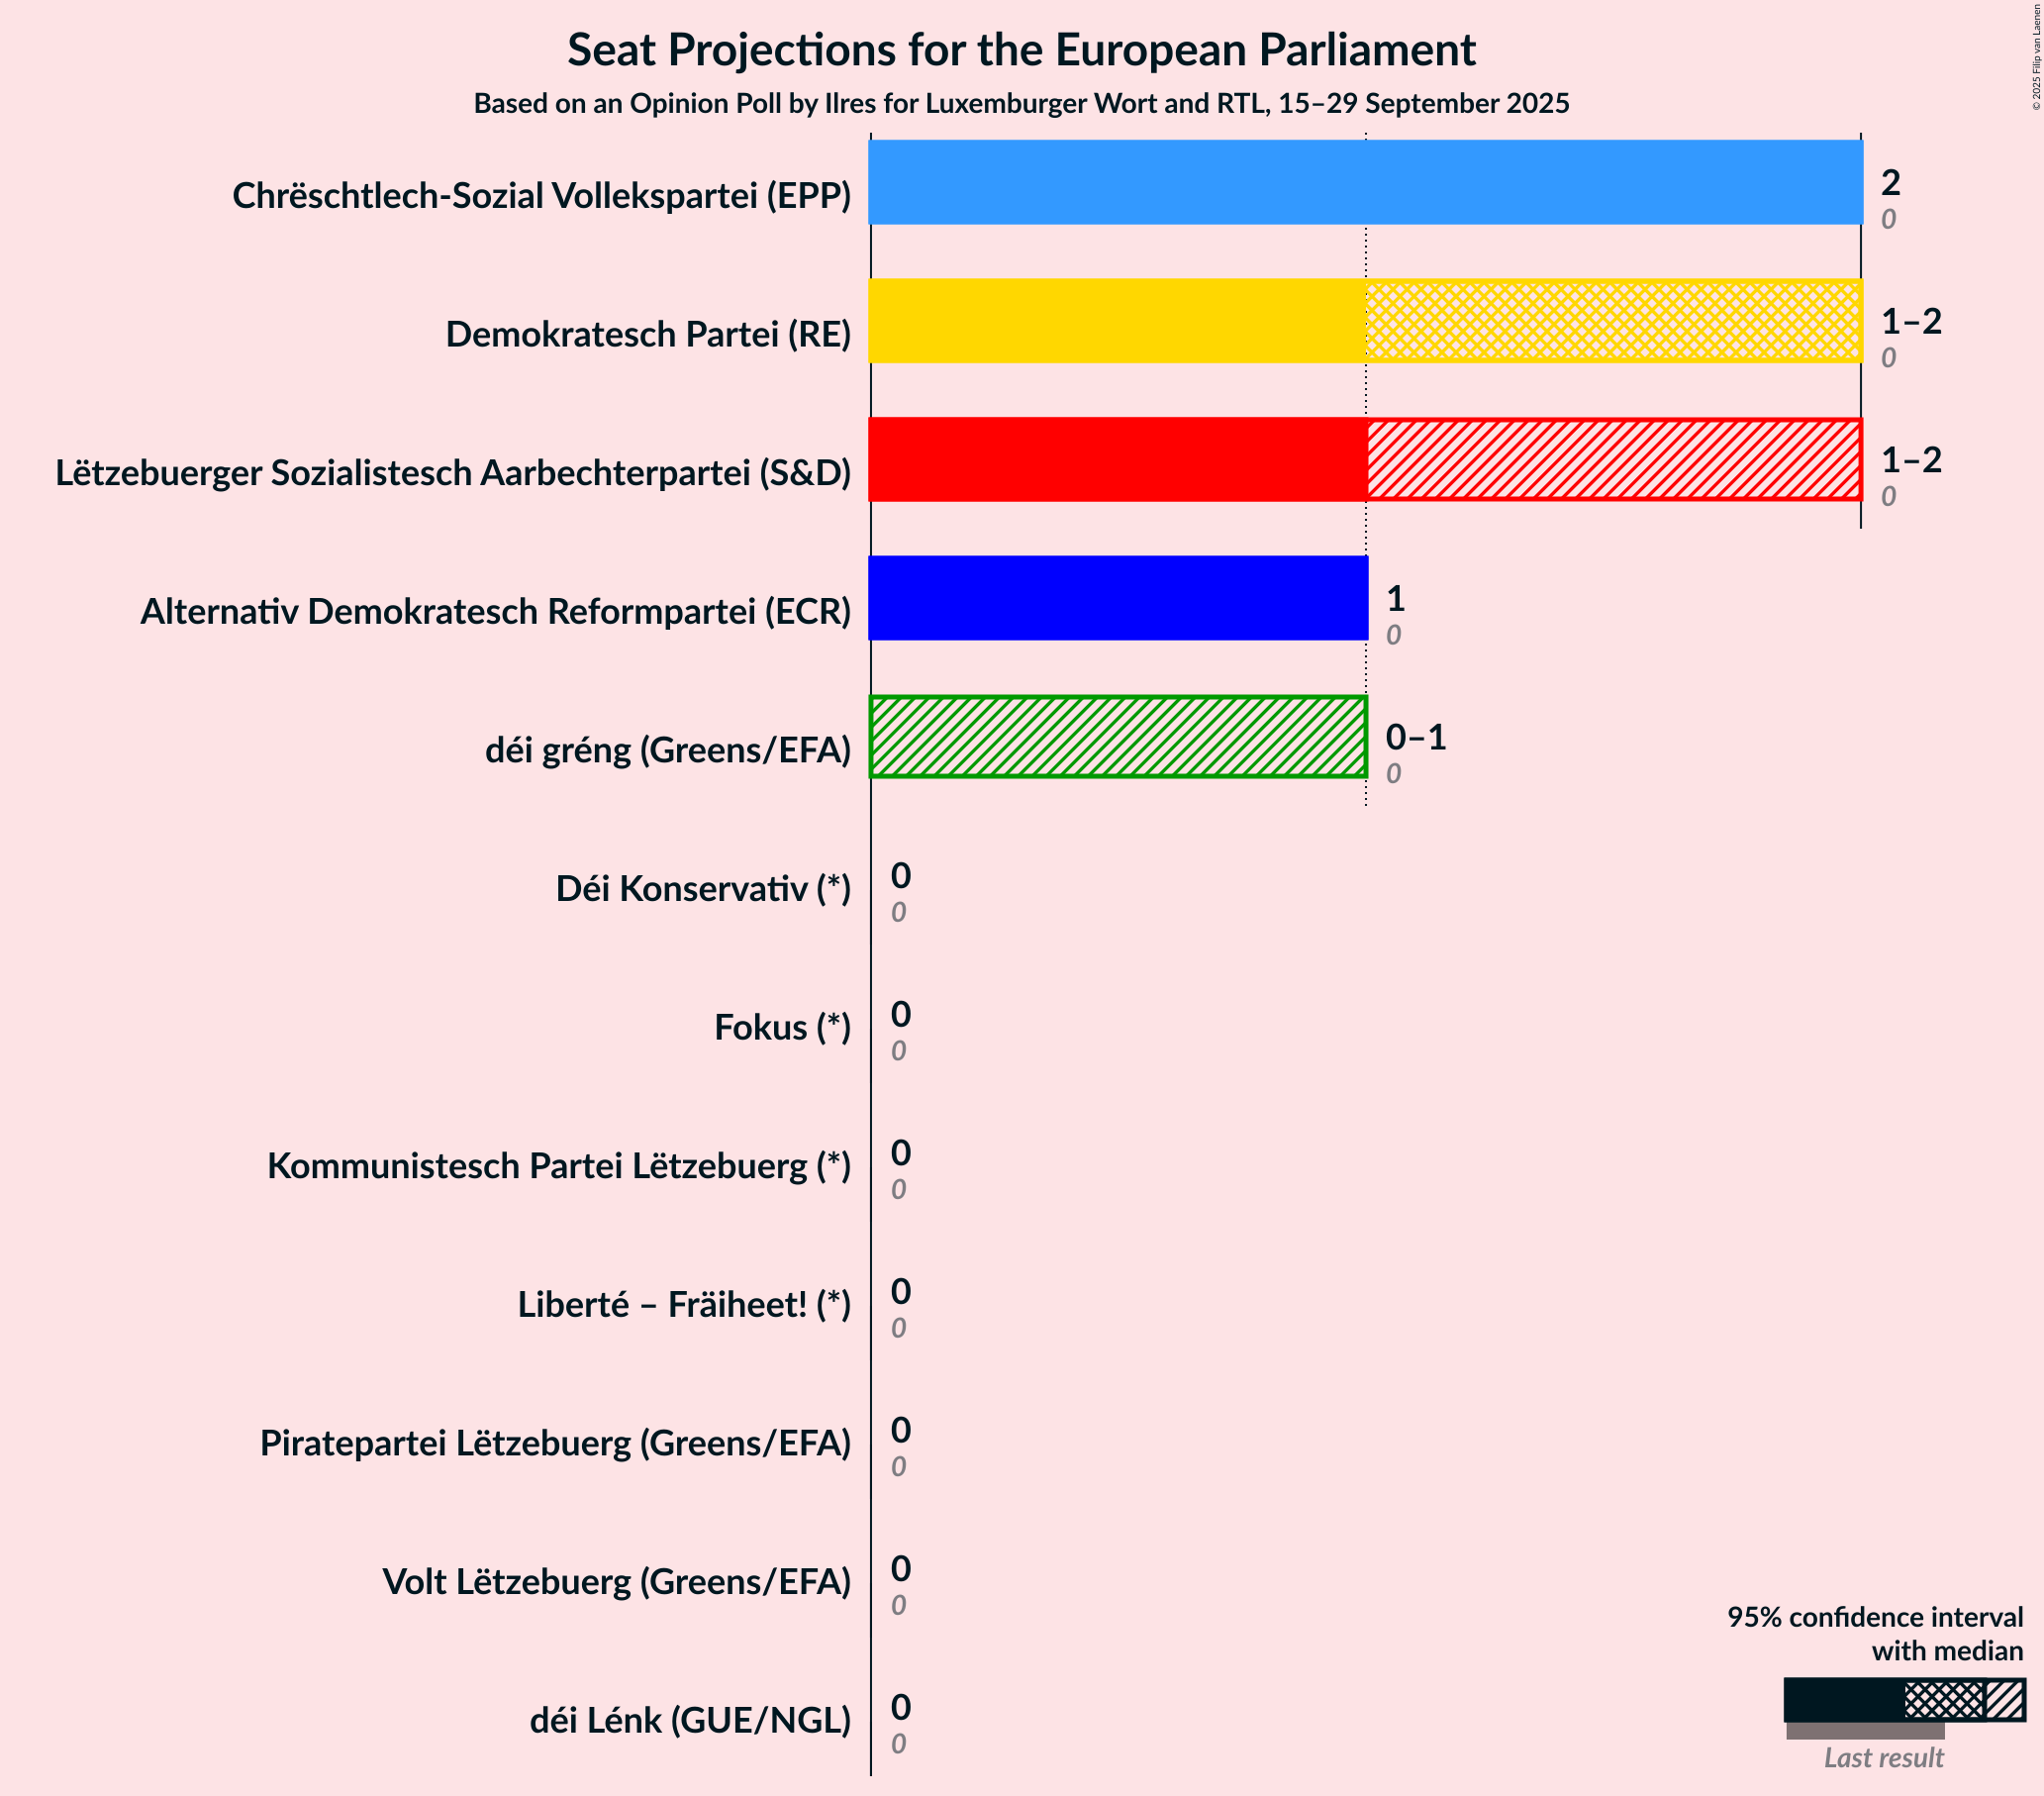 Seat Projections for the European Parliament
Based on an Opinion Poll by Ilres for Luxemburger Wort and RTL, 15–29 September 2025
© 2025 Filip van Laenen
Chrëschtlech-Sozial Vollekspartei (EPP)
2
0
Demokratesch Partei (RE)
1–2
0
Lëtzebuerger Sozialistesch Aarbechterpartei (S&D)
1–2
0
Alternativ Demokratesch Reformpartei (ECR)
1
0
déi gréng (Greens/EFA)
0–1
0
Déi Konservativ (*)
0
0
Fokus (*)
0
0
Kommunistesch Partei Lëtzebuerg (*)
0
0
Liberté – Fräiheet! (*)
0
0
Piratepartei Lëtzebuerg (Greens/EFA)
0
0
Volt Lëtzebuerg (Greens/EFA)
0
0
déi Lénk (GUE/NGL)
0
0
95% confidence interval
with median
Last result